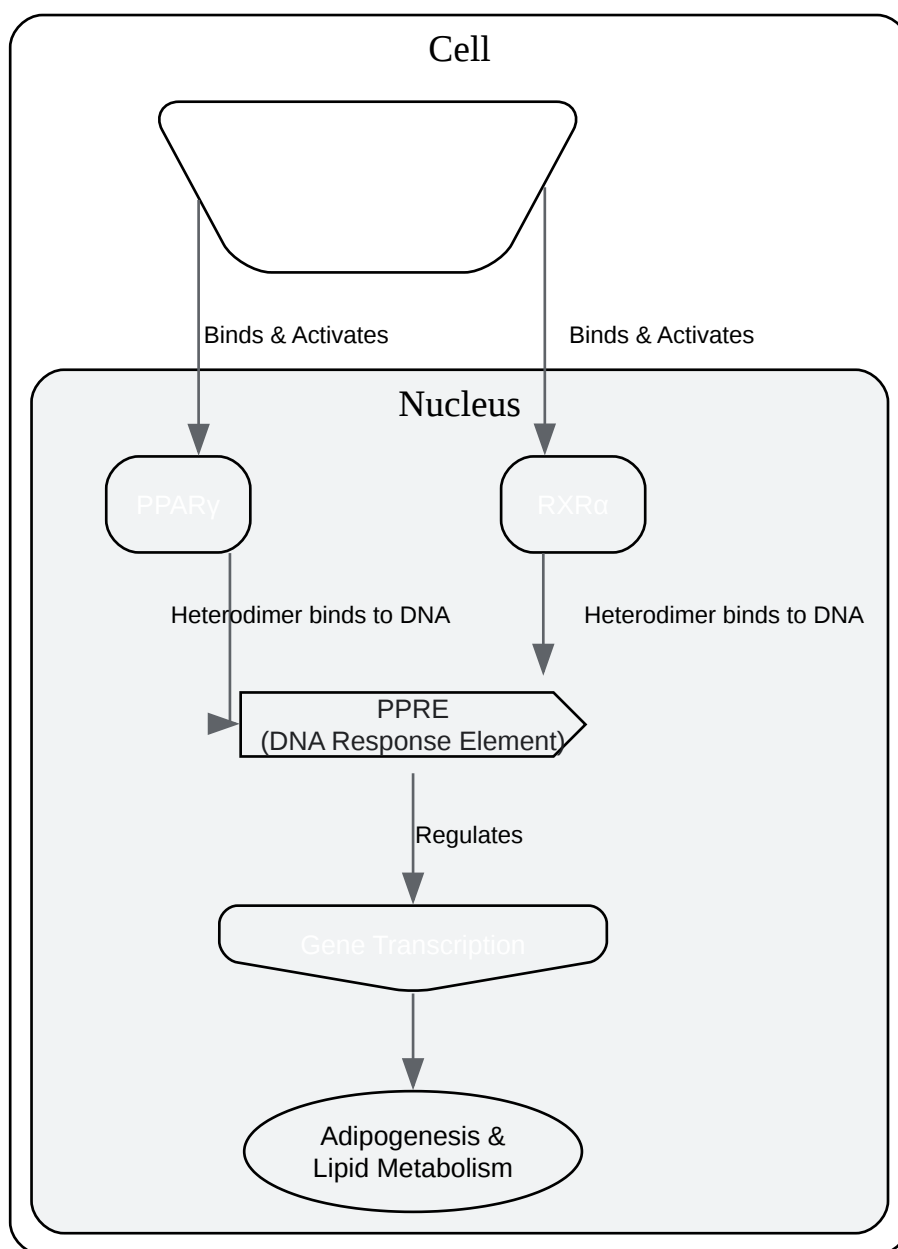 Cell
Binds & Activates
Binds & Activates
Nucleus
PPARγ
RXRα
Heterodimer binds to DNA
Heterodimer binds to DNA
PPRE
(DNA Response Element)
Regulates
Gene Transcription
Adipogenesis &
Lipid Metabolism